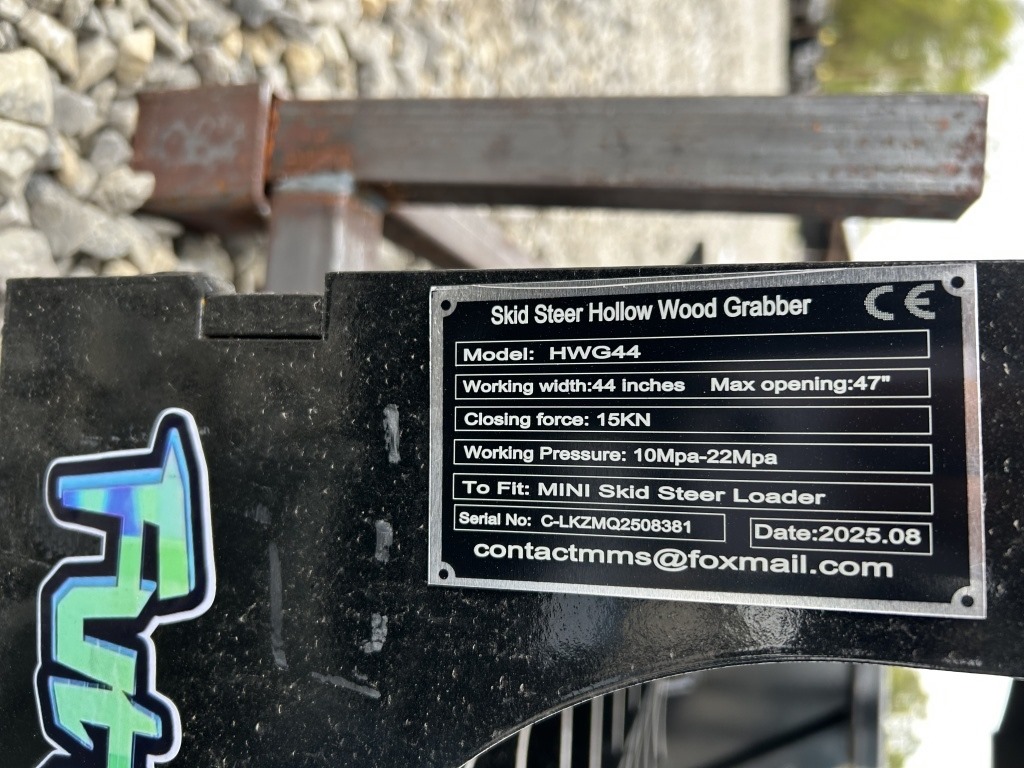 Skid Steer Hollow Wood Grabber CE
Model: HWG44
Working width:44 inches Max opening:47"
Closing force: 15KN
Working Pressure: 10Mpa-22Mpa
To Fit: MINI Skid Steer Loader
Serial No: C-LKZMQ2508381 Date:2025.08
contactmms@foxmail.com